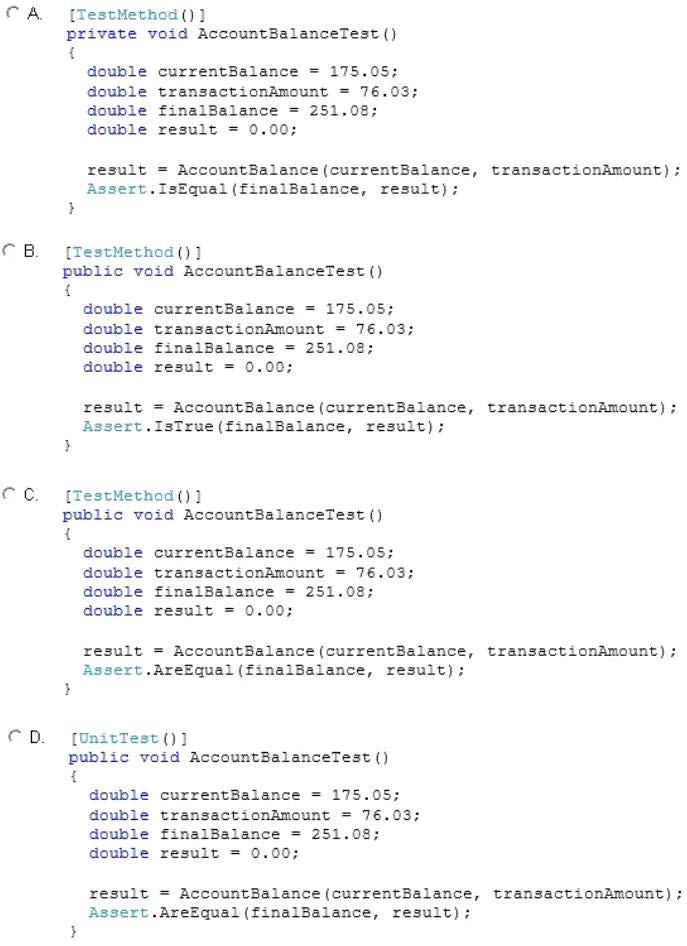 A. [TestMethod()]
private void AccountBalanceTest()
{
double currentBalance = 175.05;
double transactionAmount = 76.03;
double finalBalance = 251.08;
double result = 0.00;
result = AccountBalance(currentBalance, transactionAmount);
Assert.IsEqual(finalBalance, result);
}
B. [TestMethod()]
public void AccountBalanceTest()
{
double currentBalance = 175.05;
double transactionAmount = 76.03;
double finalBalance = 251.08;
double result = 0.00;
result = AccountBalance(currentBalance, transactionAmount);
Assert.IsTrue(finalBalance, result);
}
C. [TestMethod()]
public void AccountBalanceTest()
{
double currentBalance = 175.05;
double transactionAmount = 76.03;
double finalBalance = 251.08;
double result = 0.00;
result = AccountBalance(currentBalance, transactionAmount);
Assert.AreEqual(finalBalance, result);
}
D. [UnitTest()]
public void AccountBalanceTest()
{
double currentBalance = 175.05;
double transactionAmount = 76.03;
double finalBalance = 251.08;
double result = 0.00;
result = AccountBalance(currentBalance, transactionAmount);
Assert.AreEqual(finalBalance, result);
}